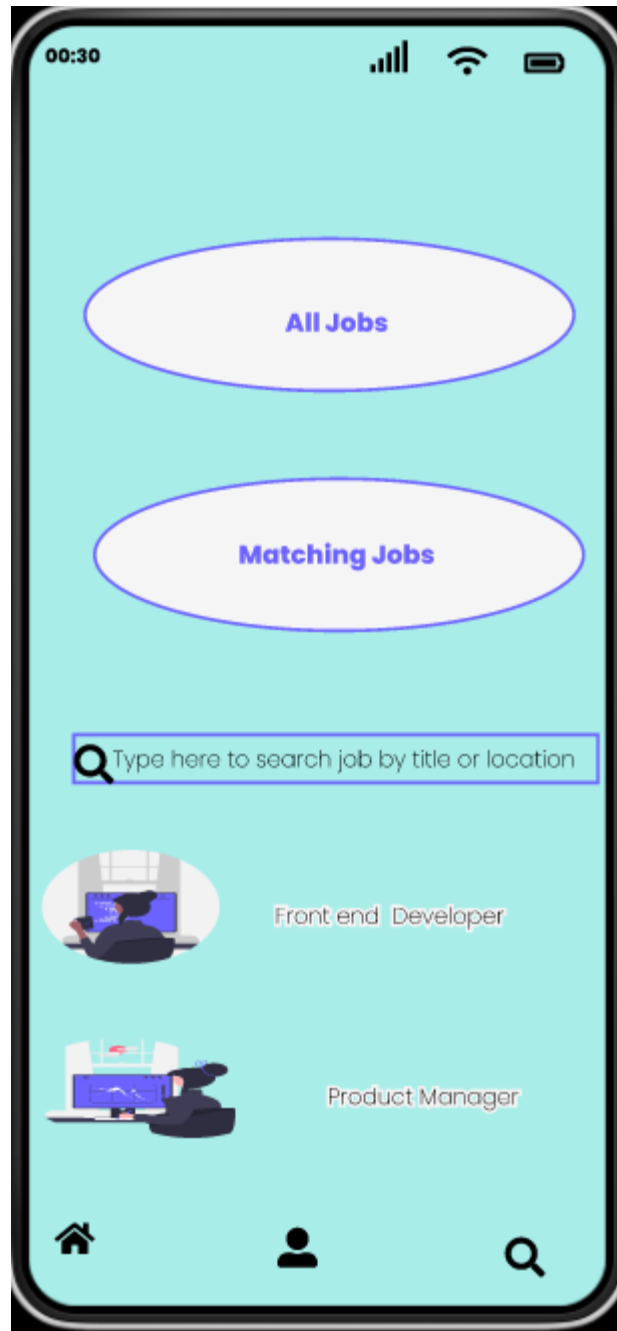 00:30
All Jobs
Matching Jobs
Type here to search job by title or location
Front end Developer
Product Manager